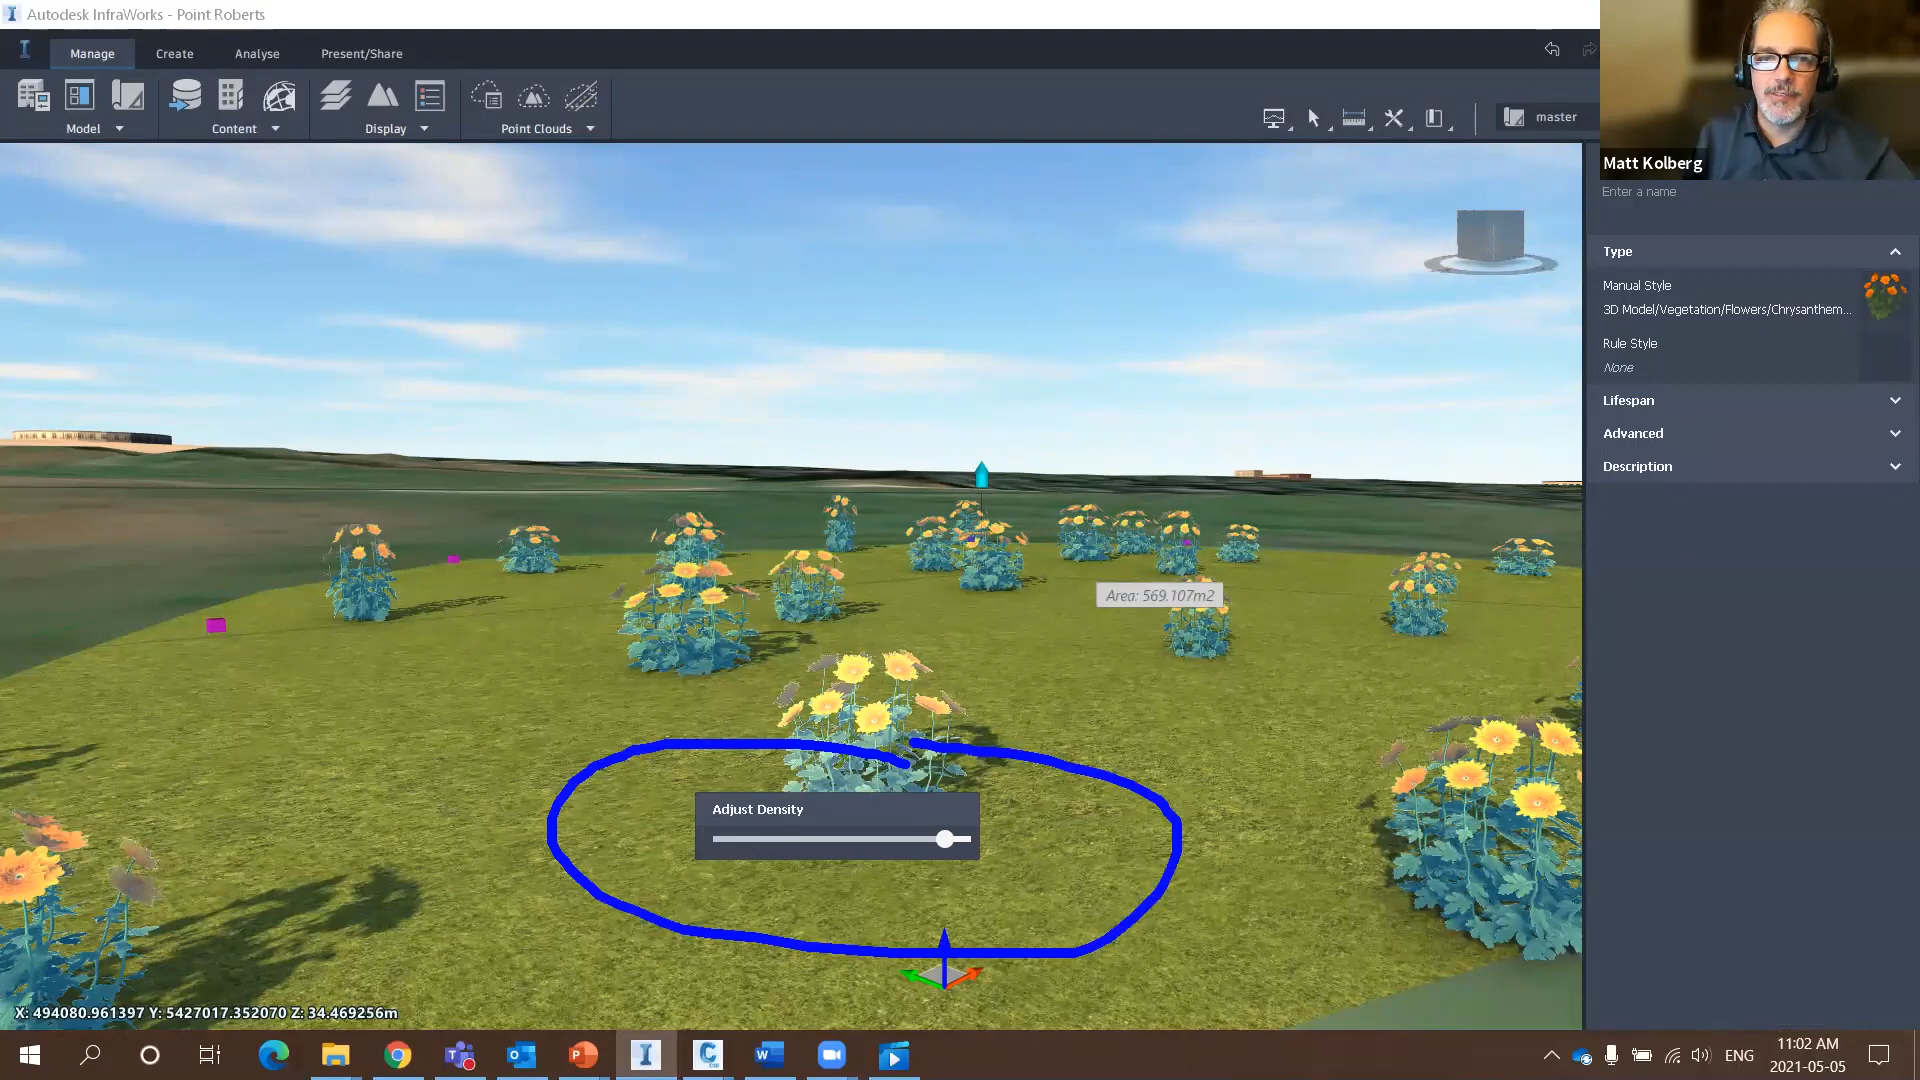 Autodesk InfraWorks - Point Roberts
Manage Create Analyse Present/Share
Model Content Display Point Clouds
master
Matt Kolberg
Enter a name
Type
Manual Style
3D Model/Vegetation/Flowers/Chrysanthem...
Rule Style
None
Lifespan
Advanced
Description
Area: 569.107m2
Adjust Density
X: 494080.961397 Y: 5427017.352070 Z: 34.469256m
ENG
11:02 AM
2021-05-05